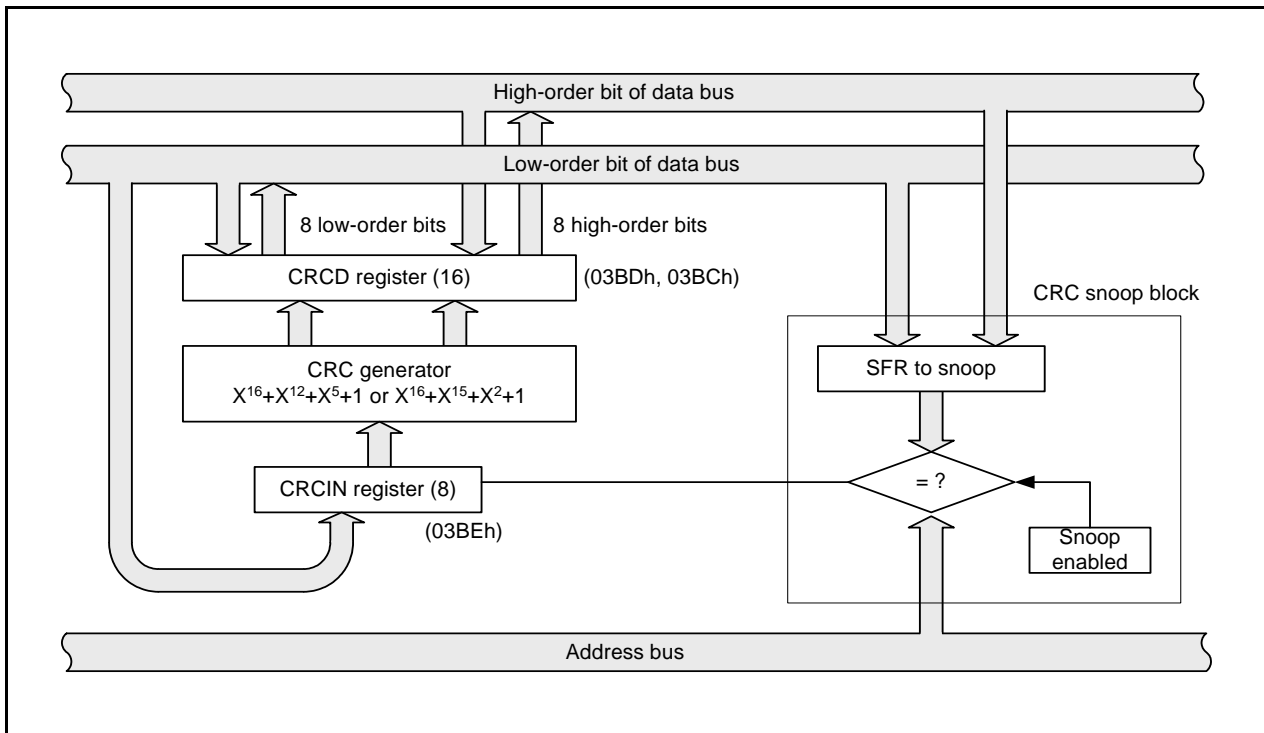 High-order bit of data bus
Low-order bit of data bus
8 low-order bits
8 high-order bits
CRCD register (16)
(03BDh, 03BCh)
CRC snoop block
CRC generator
X¹⁶+X¹²+X⁵+1 or X¹⁶+X¹⁵+X²+1
SFR to snoop
CRCIN register (8)
(03BEh)
= ?
Snoop
enabled
Address bus